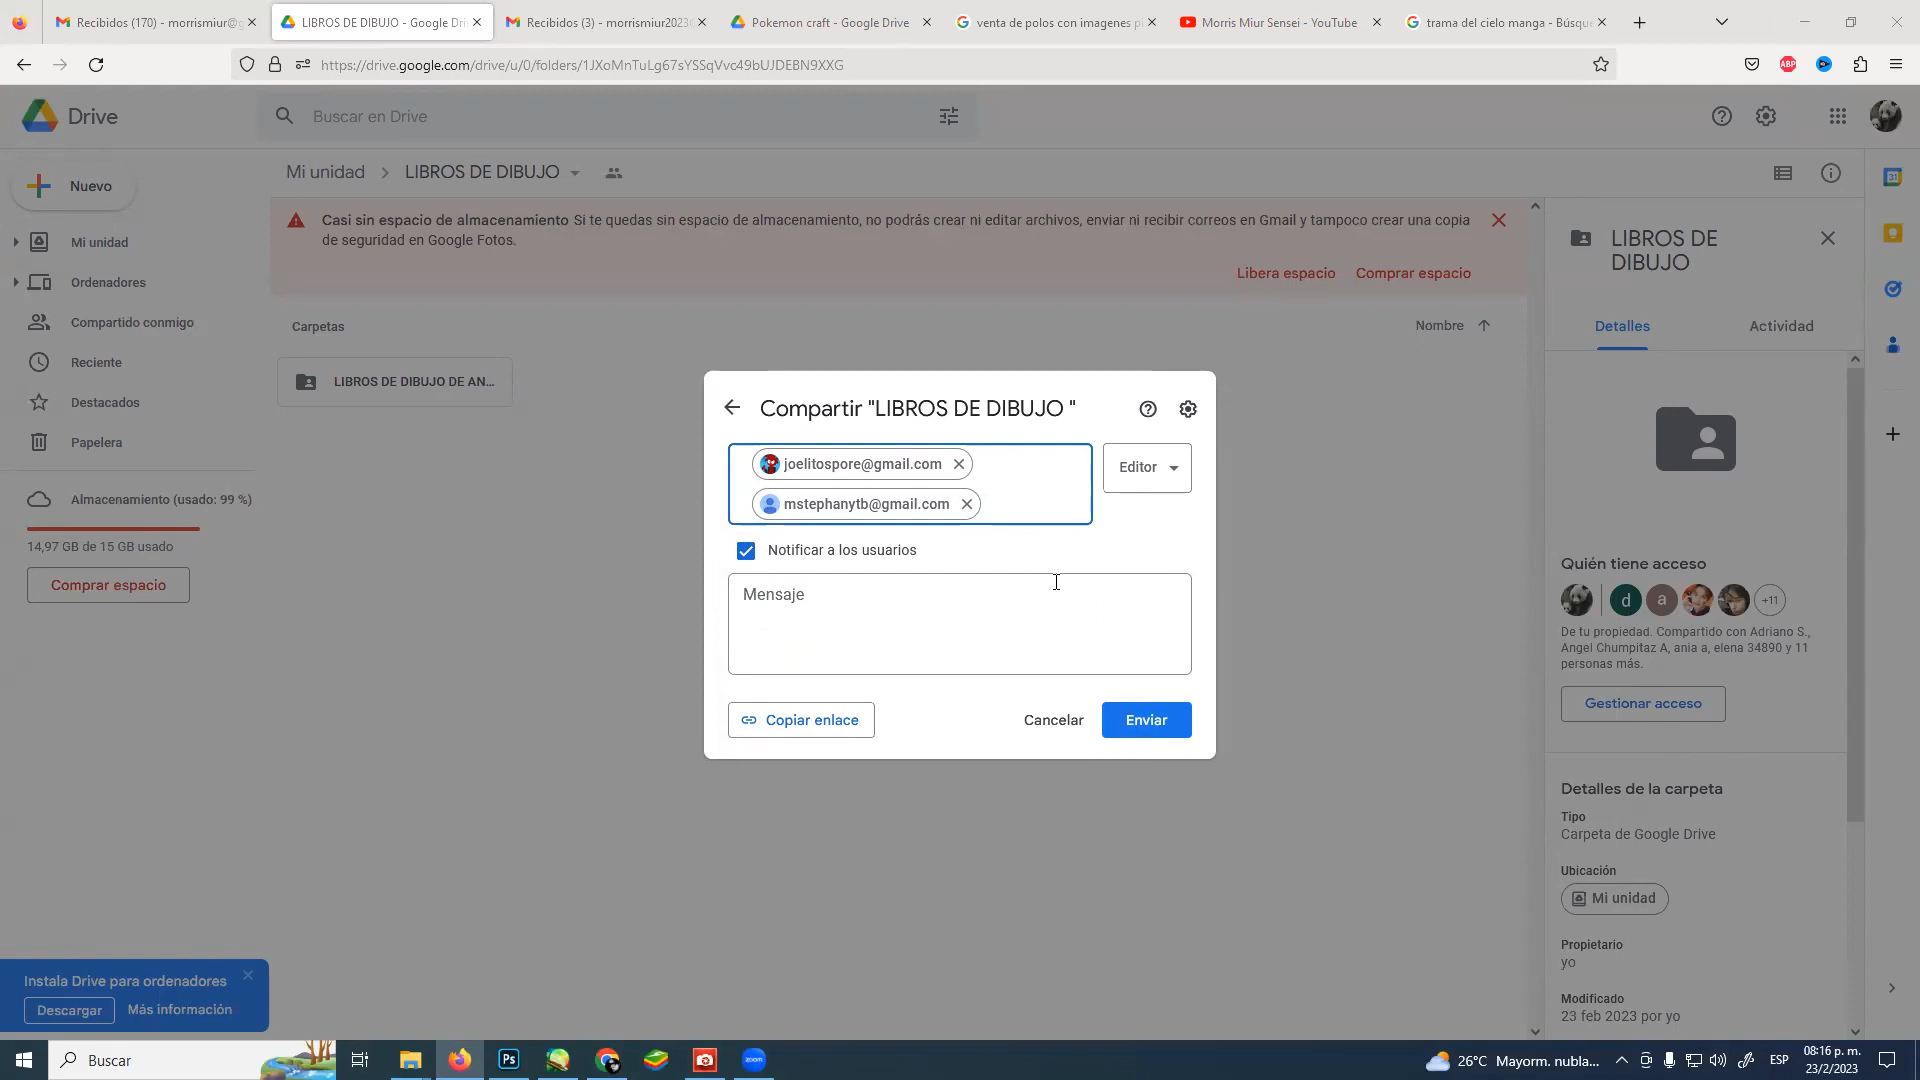 Recibidos (170) - morrismiur@g
LIBROS DE DIBUJO - Google Dri
Recibidos (3) - morrismiur2023
Pokemon craft - Google Drive
venta de polos con imagenes p
Morris Miur Sensei - YouTube
trama del cielo manga - Búsqu
https://drive.google.com/drive/u/0/folders/1JXoMnTuLg67sYSSqVvc49bUJDEBN9XXG
ABP
Drive
Buscar en Drive
Nuevo
Mi unidad
LIBROS DE DIBUJO
31
Casi sin espacio de almacenamiento Si te quedas sin espacio de almacenamiento, no podrás crear ni editar archivos, enviar ni recibir correos en Gmail y tampoco crear una copia
de seguridad en Google Fotos.
Libera espacio
Comprar espacio
Mi unidad
Ordenadores
Compartido conmigo
Reciente
Destacados
Papelera
Almacenamiento (usado: 99 %)
14,97 GB de 15 GB usado
Comprar espacio
Carpetas
Nombre
LIBROS DE DIBUJO DE AN...
Compartir "LIBROS DE DIBUJO "
joelitospore@gmail.com
mstephanytb@gmail.com
Editor
Notificar a los usuarios
Mensaje
Copiar enlace
Cancelar
Enviar
LIBROS DE
DIBUJO
Detalles
Actividad
Quién tiene acceso
d
a
+11
De tu propiedad. Compartido con Adriano S.,
Angel Chumpitaz A, ania a, elena 34890 y 11
personas más.
Gestionar acceso
Detalles de la carpeta
Tipo
Carpeta de Google Drive
Ubicación
Mi unidad
Propietario
yo
Modificado
23 feb 2023 por yo
Instala Drive para ordenadores
Descargar
Más información
Buscar
Ps
zoom
26°C Mayorm. nubla...
ESP
08:16 p. m.
23/2/2023